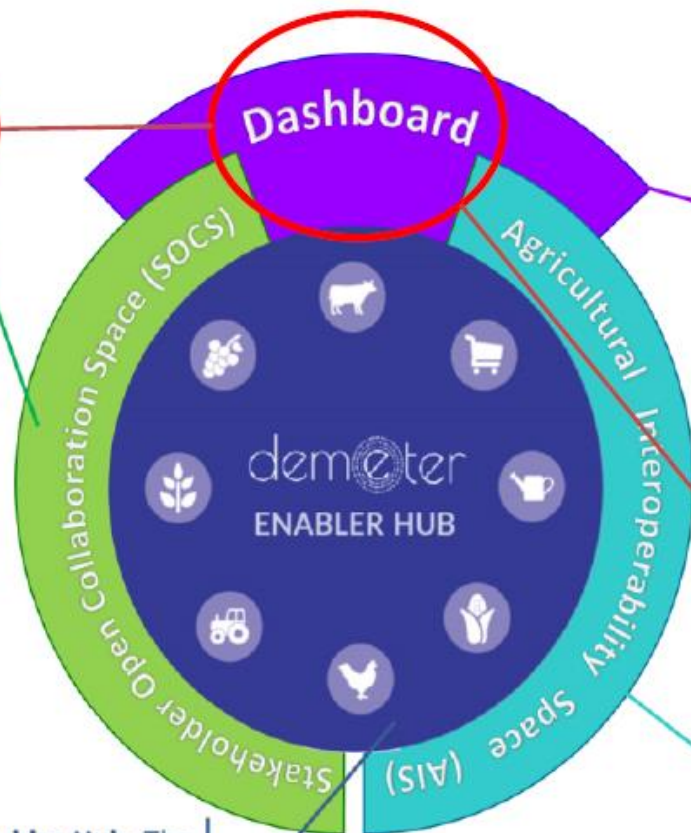 Dashboard
Stakeholder Open Collaboration Space (SOCS)
Agricultural Interoperability Space (AIS)
demeter
ENABLER HUB